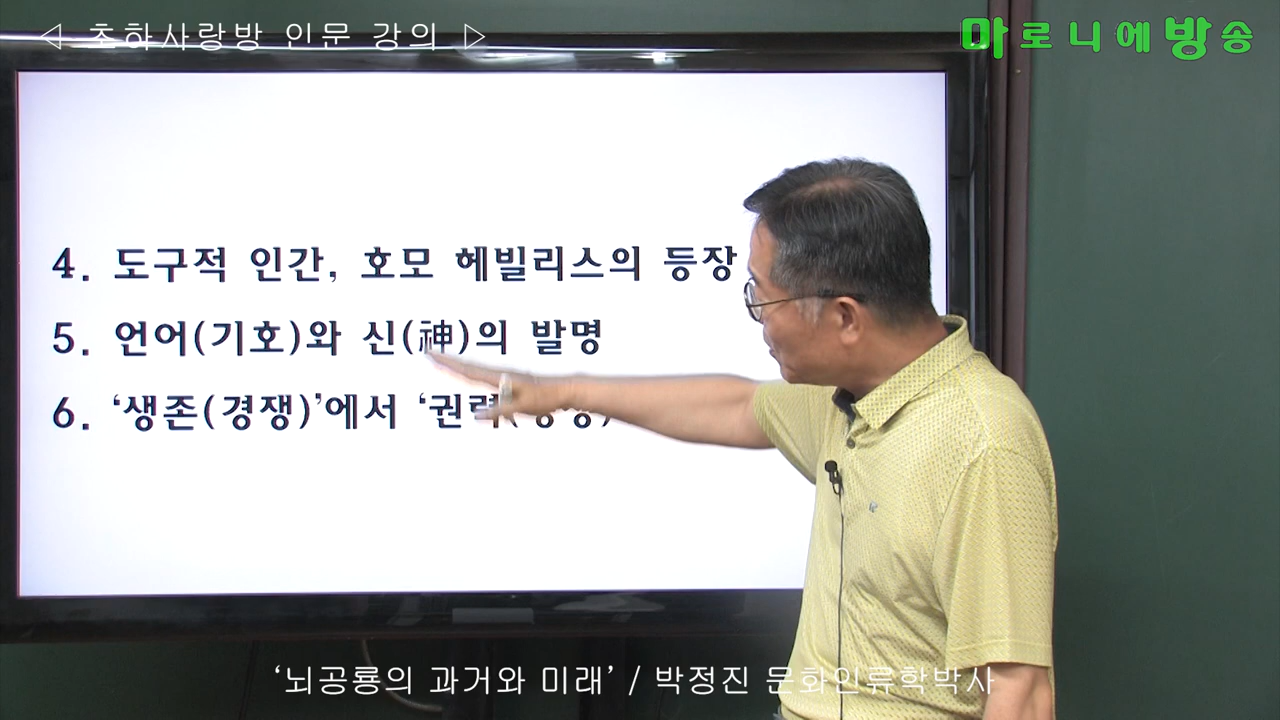 ◁ 초하사랑방 인문 강의 ▷
마로니에방송
4. 도구적 인간, 호모 헤빌리스의 등장
5. 언어(기호)와 신(神)의 발명
6. ‘생존(경쟁)’에서 ‘권력(
‘뇌공룡의 과거와 미래’ / 박정진 문화인류학박사